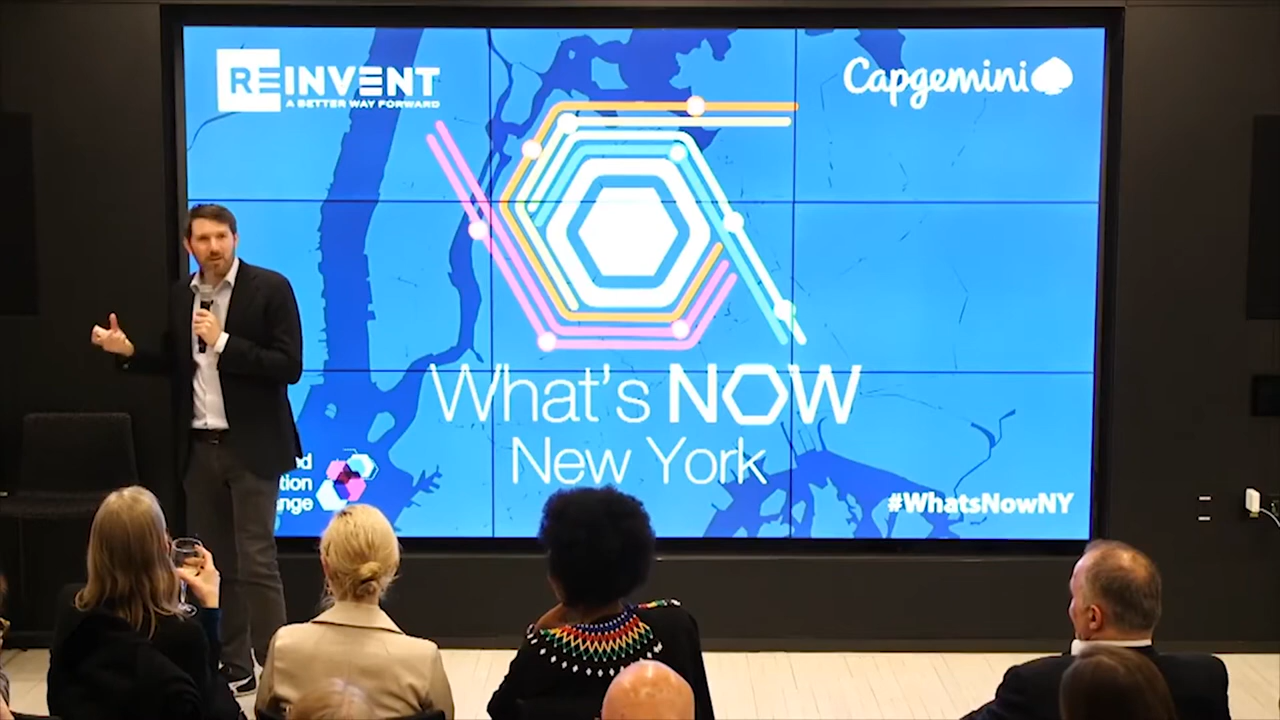 REINVENT
A BETTER WAY FORWARD
Capgemini
What's NOW
New York
#WhatsNowNY